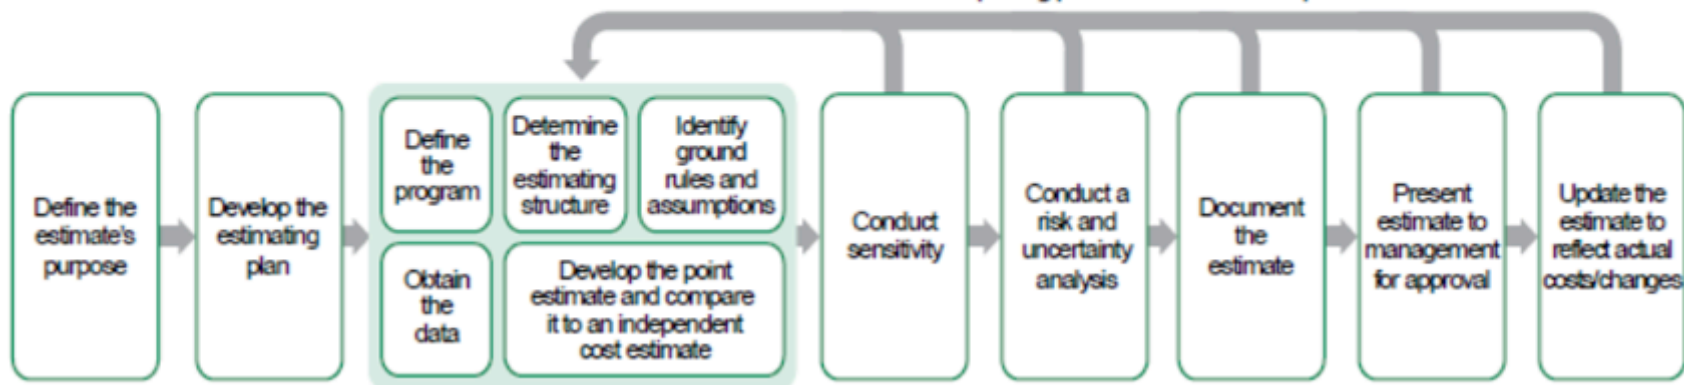 Define the
estimate's
purpose
Develop the
estimating
plan
Define
the
program
Determine
the
estimating
structure
Identify
ground
rules and
assumptions
Obtain
the
data
Develop the point
estimate and compare
it to an independent
cost estimate
Conduct
sensitivity
Conduct a
risk and
uncertainty
analysis
Document
the
estimate
Present
estimate to
management
for approval
Update the
estimate to
reflect actual
costs/changes